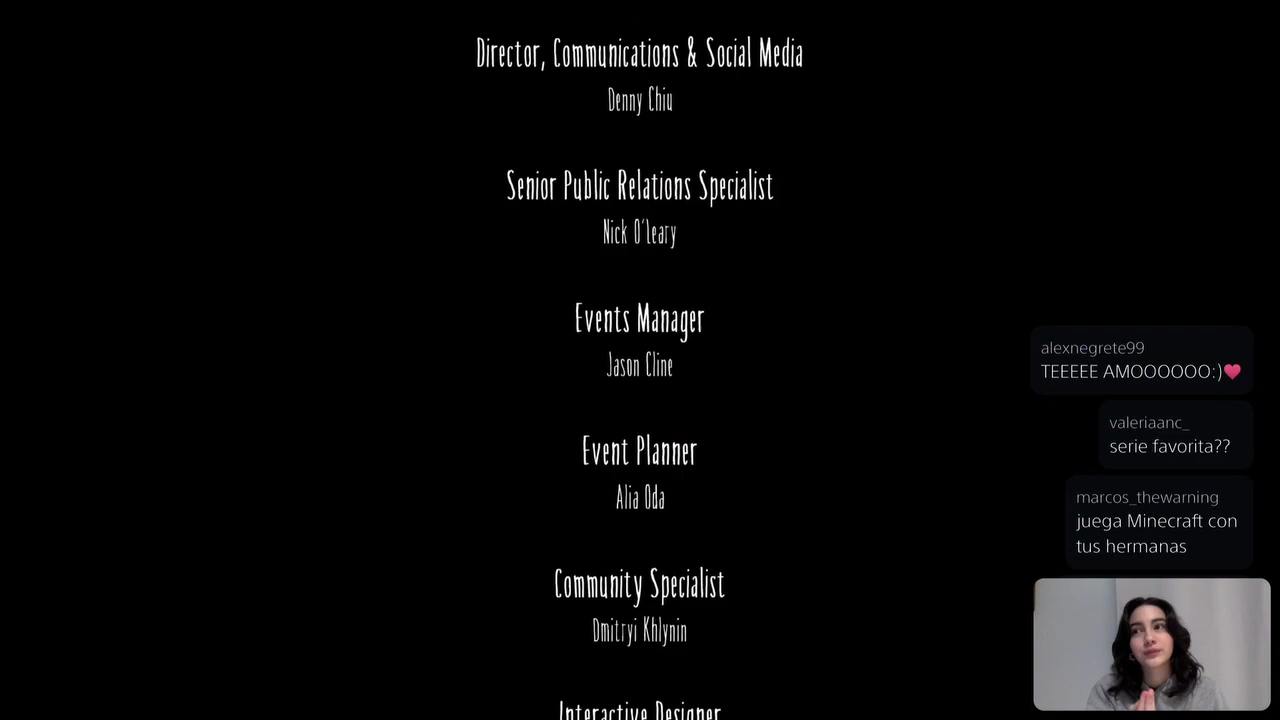 Director, Communications & Social Media
Denny Chiu
Senior Public Relations Specialist
Nick O'Leary
Events Manager
Jason Cline
Event Planner
Alia Oda
Community Specialist
Dmitryi Khlynin
Interactive Designer
alexnegrete99
TEEEEE AMOOOOOO:)♥
valeriaanc_
serie favorita??
marcos_thewarning
juega Minecraft con
tus hermanas